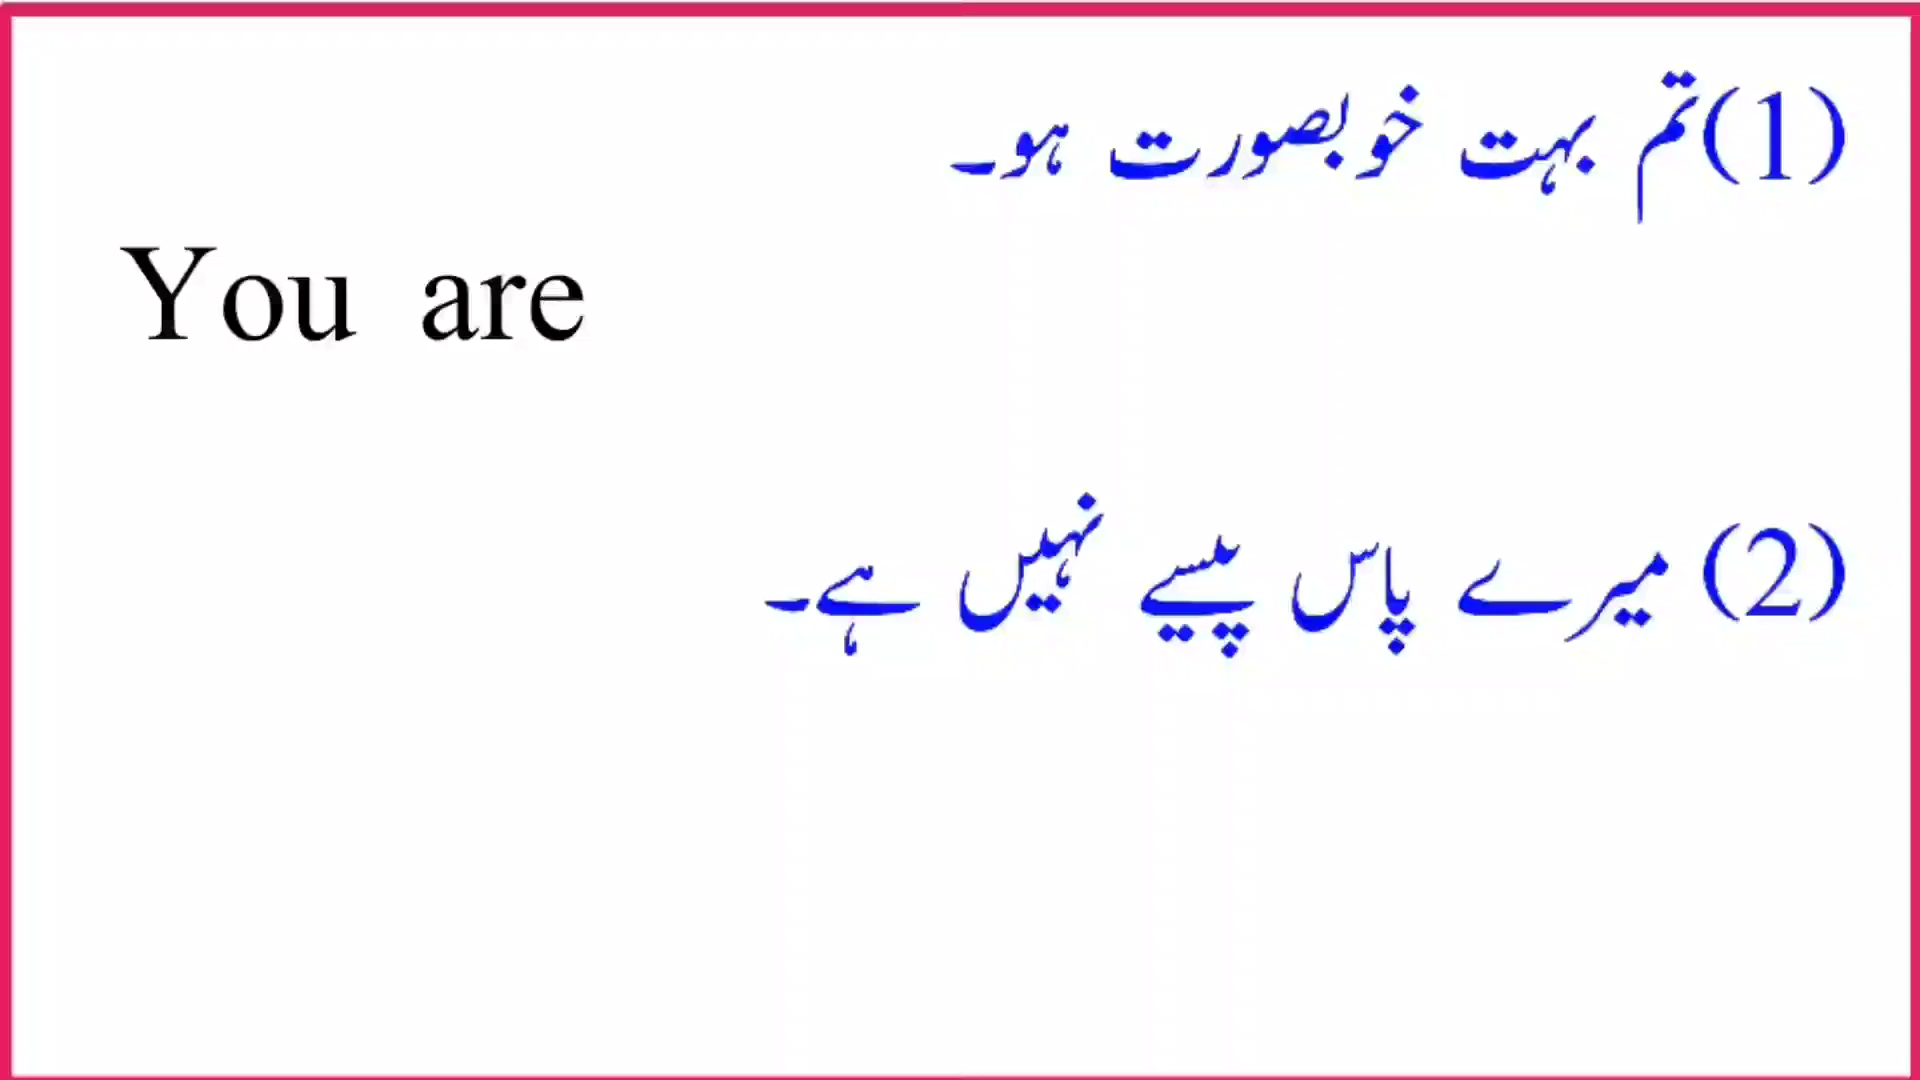 (1)تم بہت خوبصورت ہو۔
You are
(2) میرے پاس پیسے نہیں ہے۔